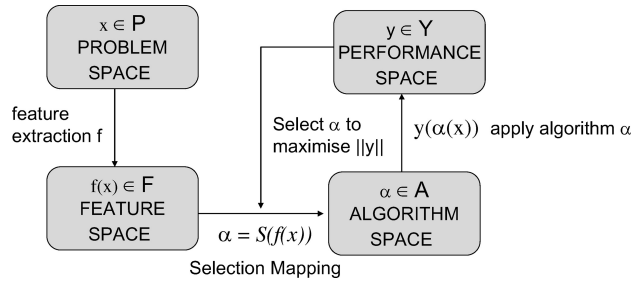 x ∈ P
PROBLEM
SPACE
y ∈ Y
PERFORMANCE
SPACE
feature
extraction f
Select α to
maximise ||y||
y(α(x)) apply algorithm α
f(x) ∈ F
FEATURE
SPACE
α = S(f(x))
Selection Mapping
α ∈ A
ALGORITHM
SPACE